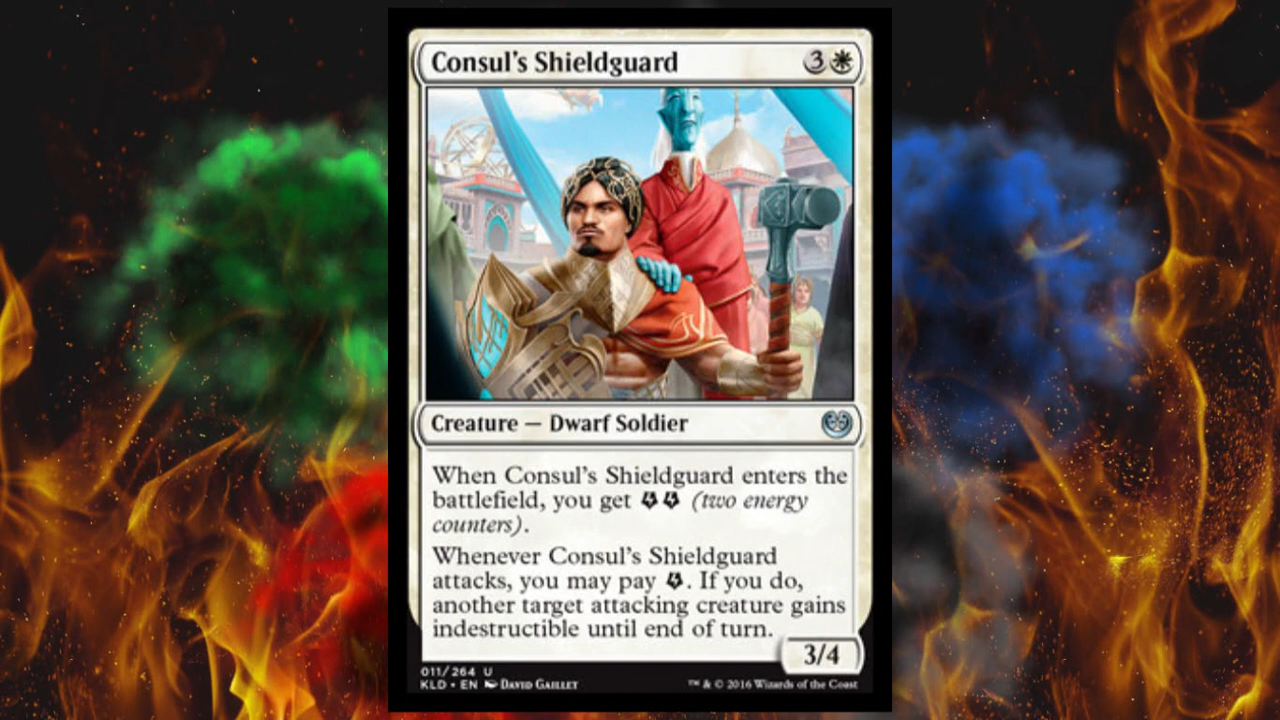 Consul's Shieldguard 3
Creature — Dwarf Soldier
When Consul's Shieldguard enters the
battlefield, you get (two energy
counters).
Whenever Consul's Shieldguard
attacks, you may pay . If you do,
another target attacking creature gains
indestructible until end of turn.
3/4
011/264 U
KLD • EN DAVID GAILLET
™ & © 2016 Wizards of the Coast